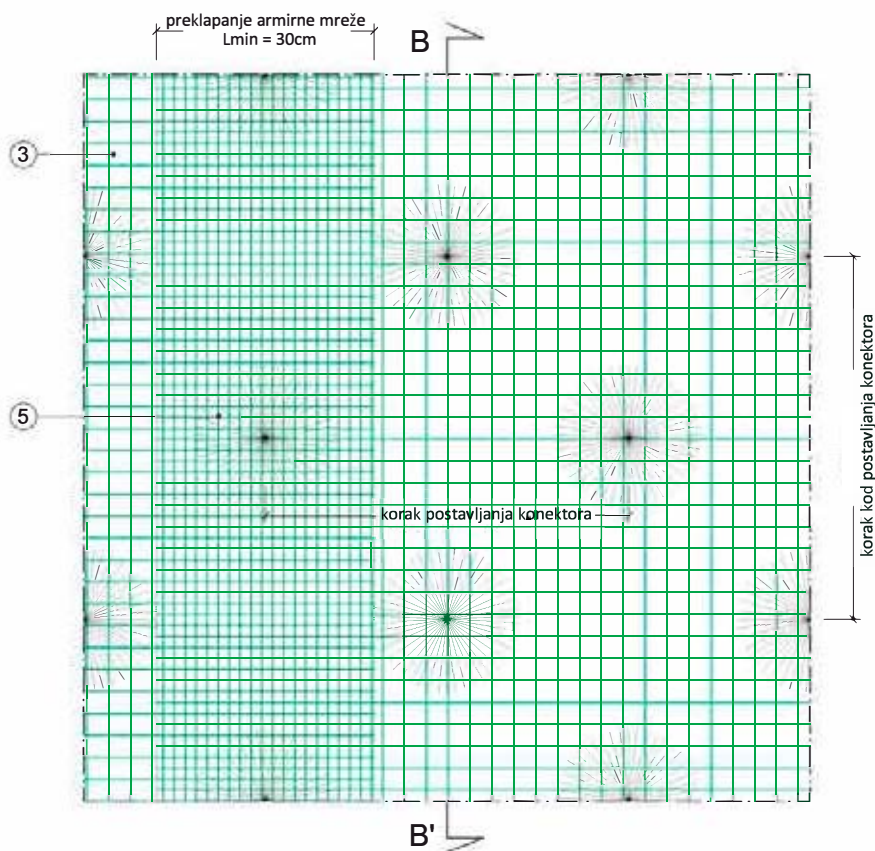 preklapanje armirne mreže
Lmin = 30cm
B
3
5
korak postavljanja konektora
korak kod postavljanja konektora
B'